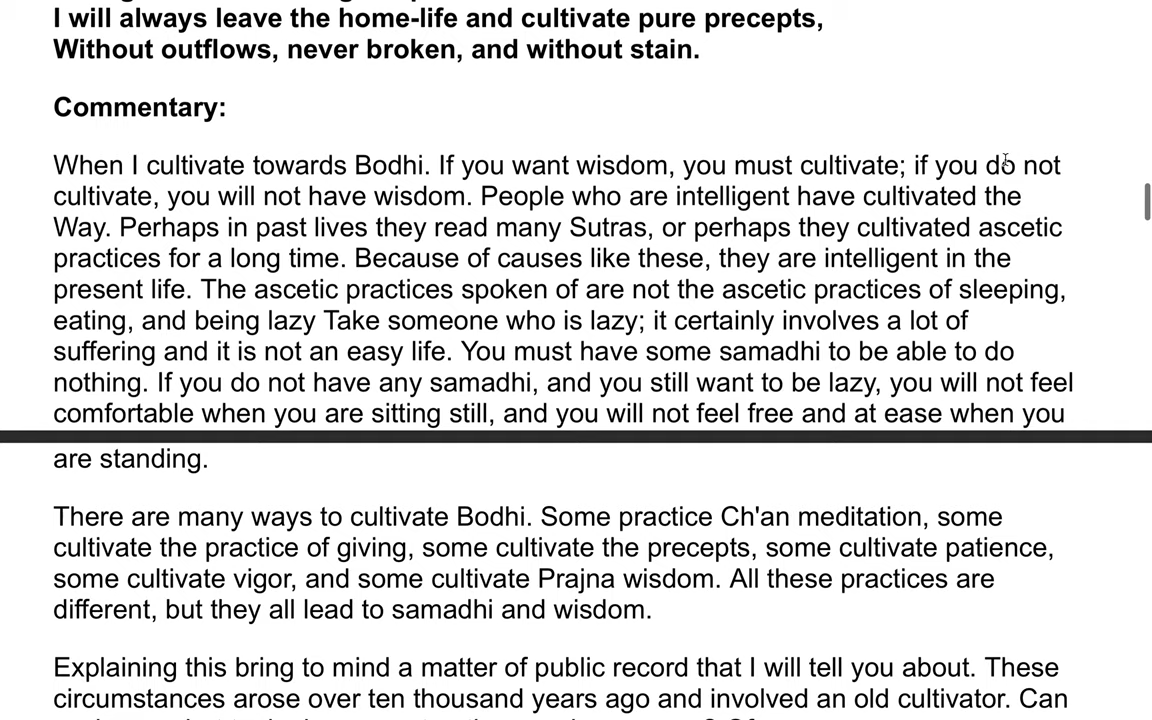 I will always leave the home-life and cultivate pure precepts,
Without outflows, never broken, and without stain.
Commentary:
When I cultivate towards Bodhi. If you want wisdom, you must cultivate; if you do not
cultivate, you will not have wisdom. People who are intelligent have cultivated the
Way. Perhaps in past lives they read many Sutras, or perhaps they cultivated ascetic
practices for a long time. Because of causes like these, they are intelligent in the
present life. The ascetic practices spoken of are not the ascetic practices of sleeping,
eating, and being lazy Take someone who is lazy; it certainly involves a lot of
suffering and it is not an easy life. You must have some samadhi to be able to do
nothing. If you do not have any samadhi, and you still want to be lazy, you will not feel
comfortable when you are sitting still, and you will not feel free and at ease when you
are standing.
There are many ways to cultivate Bodhi. Some practice Ch'an meditation, some
cultivate the practice of giving, some cultivate the precepts, some cultivate patience,
some cultivate vigor, and some cultivate Prajna wisdom. All these practices are
different, but they all lead to samadhi and wisdom.
Explaining this bring to mind a matter of public record that I will tell you about. These
circumstances arose over ten thousand years ago and involved an old cultivator. Can